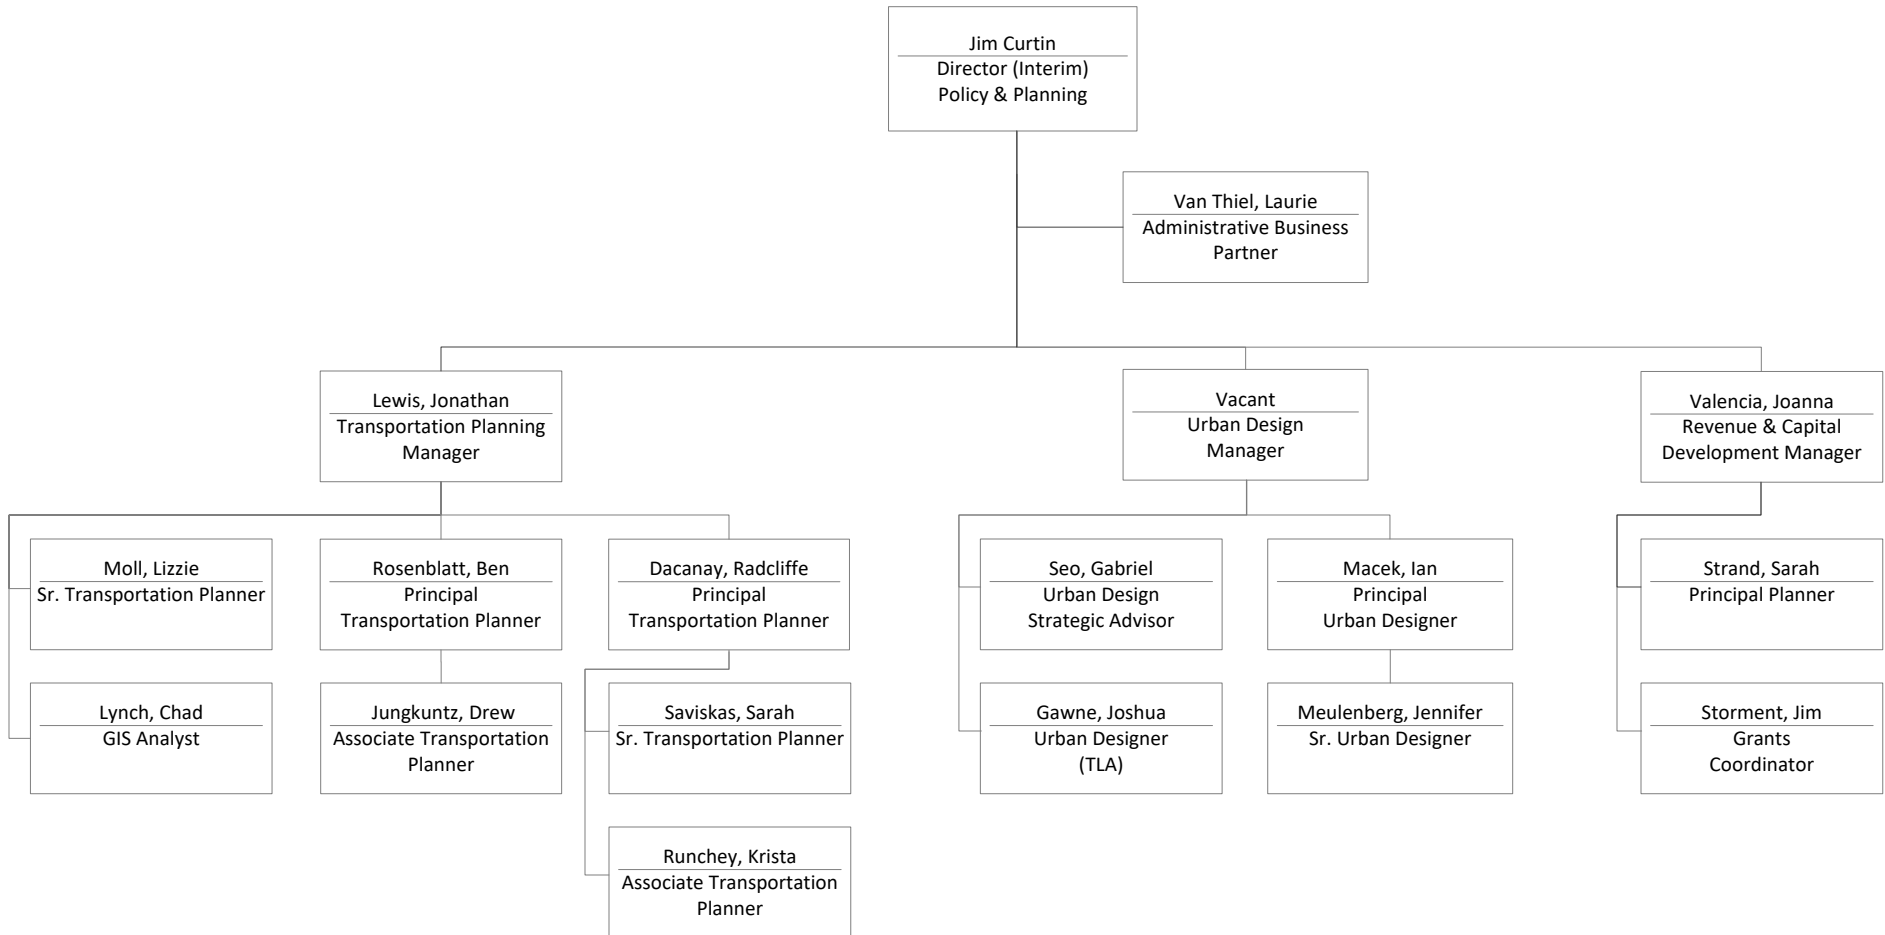 Jim Curtin
Director (Interim)
Policy & Planning
Van Thiel, Laurie
Administrative Business
Partner
Lewis, Jonathan
Transportation Planning
Manager
Vacant
Urban Design
Manager
Valencia, Joanna
Revenue & Capital
Development Manager
Moll, Lizzie
Sr. Transportation Planner
Rosenblatt, Ben
Principal
Transportation Planner
Dacanay, Radcliffe
Principal
Transportation Planner
Seo, Gabriel
Urban Design
Strategic Advisor
Macek, Ian
Principal
Urban Designer
Strand, Sarah
Principal Planner
Lynch, Chad
GIS Analyst
Jungkuntz, Drew
Associate Transportation
Planner
Saviskas, Sarah
Sr. Transportation Planner
Gawne, Joshua
Urban Designer
(TLA)
Meulenberg, Jennifer
Sr. Urban Designer
Storment, Jim
Grants
Coordinator
Runchey, Krista
Associate Transportation
Planner